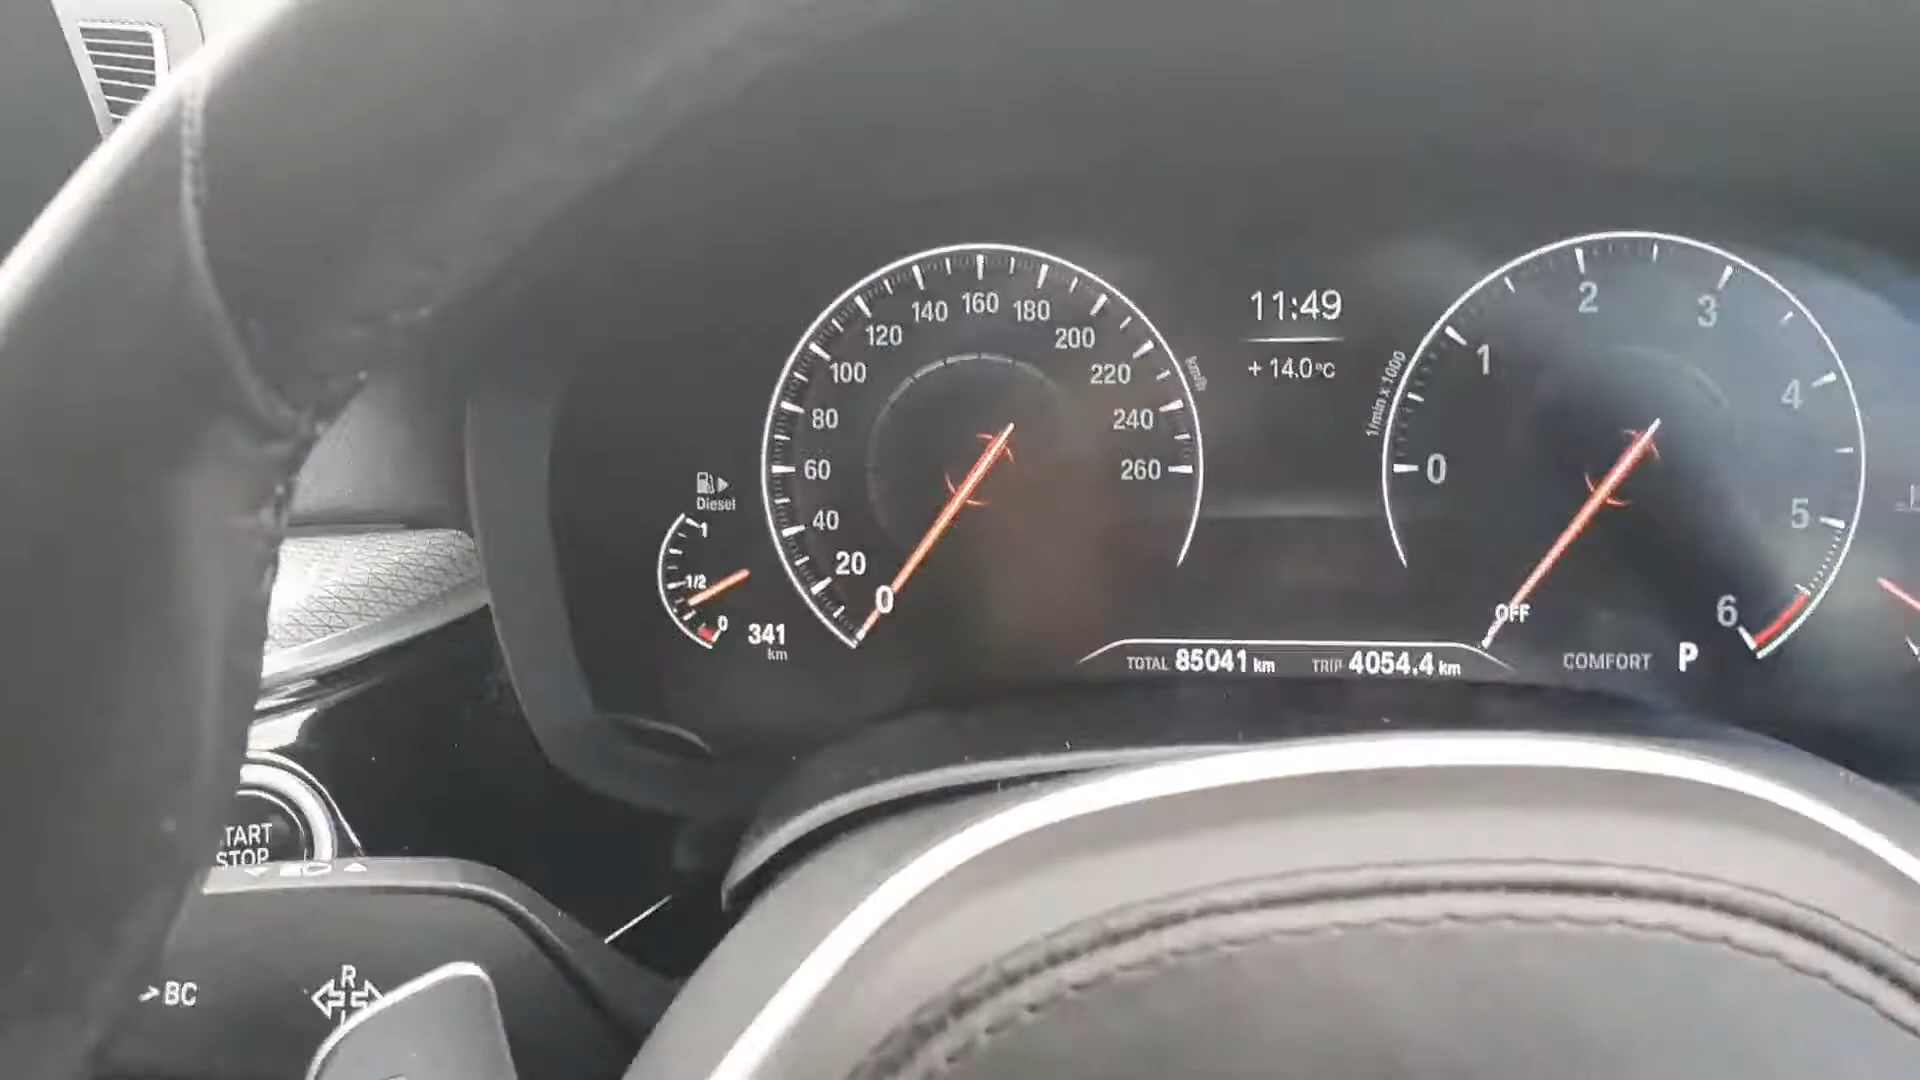 Diesel
1
1/2
0
341
km
0
20
40
60
80
100
120
140
160
180
200
220
240
260
km/h
11:49
+ 14.0°C
1/min x 1000
OFF
0
1
2
3
4
5
6
TOTAL 85041 km TRIP 4054.4 km
COMFORT P
TART
STOP
BC
R